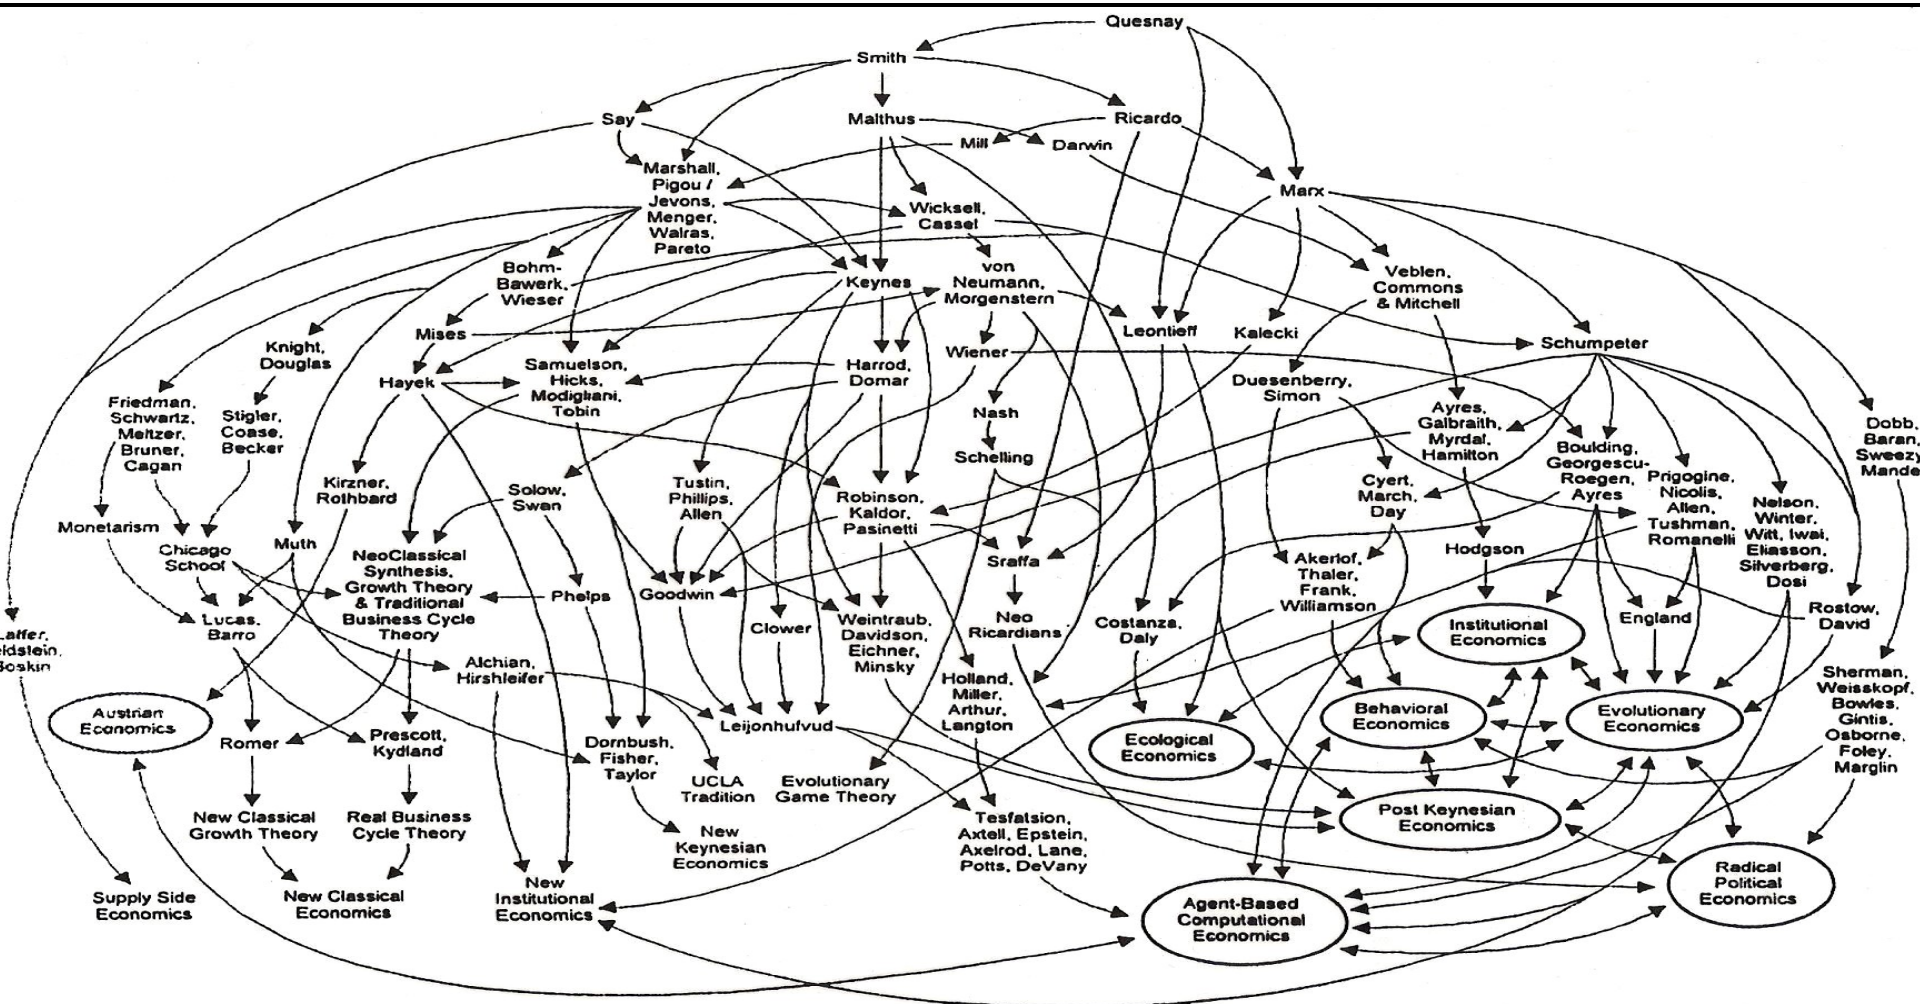 Quesnay
Smith
Say
Malthus
Ricardo
Mill
Darwin
Marshall,
Pigou /
Jevons,
Menger,
Walras,
Pareto
Marx
Wicksell,
Cassel
Bohm-
Bawerk,
Wieser
Keynes
von
Neumann,
Morgenstern
Veblen,
Commons
& Mitchell
Mises
Leontieff
Kalecki
Schumpeter
Knight,
Douglas
Hayek
Samuelson,
Hicks,
Modigliani,
Tobin
Harrod,
Domar
Wiener
Duesenberry,
Simon
Friedman,
Schwartz,
Meltzer,
Bruner,
Cagan
Stigler,
Coase,
Becker
Nash
Ayres,
Galbraith,
Myrdal,
Hamilton
Boulding,
Georgescu-
Roegen,
Ayres
Dobb,
Baran,
Sweezy
Mande
Schelling
Kirzner,
Rothbard
Solow,
Swan
Tustin,
Phillips,
Allen
Robinson,
Kaldor,
Pasinetti
Cyert,
March,
Day
Prigogine,
Nicolis,
Allen,
Tushman,
Romanelli
Nelson,
Winter,
Witt, Iwai,
Eliasson,
Silverberg,
Dosi
Monetarism
Chicago
School
Muth
NeoClassical
Synthesis,
Growth Theory
& Traditional
Business Cycle
Theory
Phelps
Goodwin
Sraffa
Akerlof,
Thaler,
Frank,
Williamson
Hodgson
Lucas,
Barro
Clower
Weintraub,
Davidson,
Eichner,
Minsky
Neo
Ricardians
Costanza,
Daly
Institutional
Economics
England
Rostow,
David
Laffer,
eldstein,
Boskin
Alchian,
Hirshleifer
Holland,
Miller,
Arthur,
Langton
Sherman,
Weisskopf,
Bowles,
Gintis,
Osborne,
Foley,
Marglin
Austrian
Economics
Romer
Prescott,
Kydland
Dornbush,
Fisher,
Taylor
Leijonhufvud
Ecological
Economics
Behavioral
Economics
Evolutionary
Economics
UCLA
Tradition
Evolutionary
Game Theory
New Classical
Growth Theory
Real Business
Cycle Theory
New
Keynesian
Economics
Tesfatsion,
Axtell, Epstein,
Axelrod, Lane,
Potts, DeVany
Post Keynesian
Economics
Supply Side
Economics
New Classical
Economics
New
Institutional
Economics
Agent-Based
Computational
Economics
Radical
Political
Economics